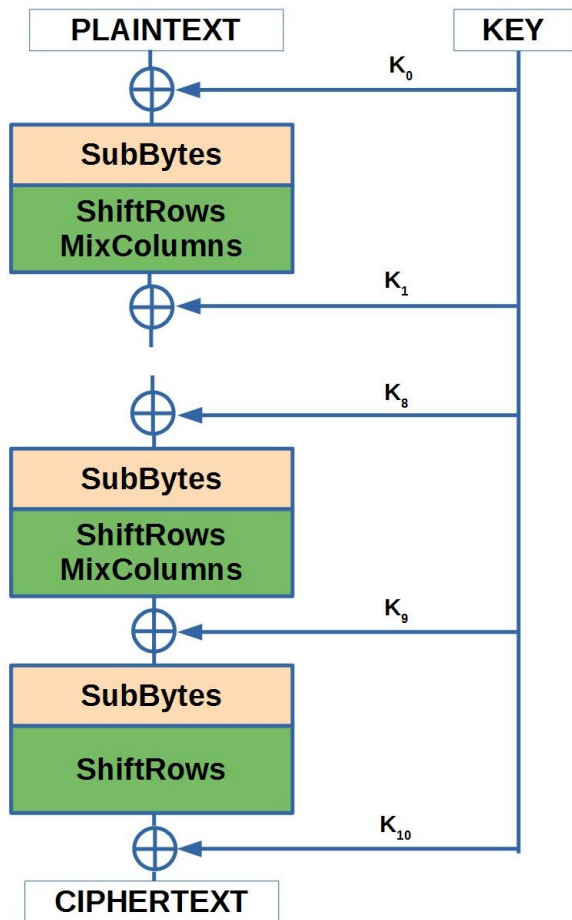 PLAINTEXT KEY
K₀
SubBytes
ShiftRows
MixColumns
K₁
K₈
SubBytes
ShiftRows
MixColumns
K₉
SubBytes
ShiftRows
K₁₀
CIPHERTEXT